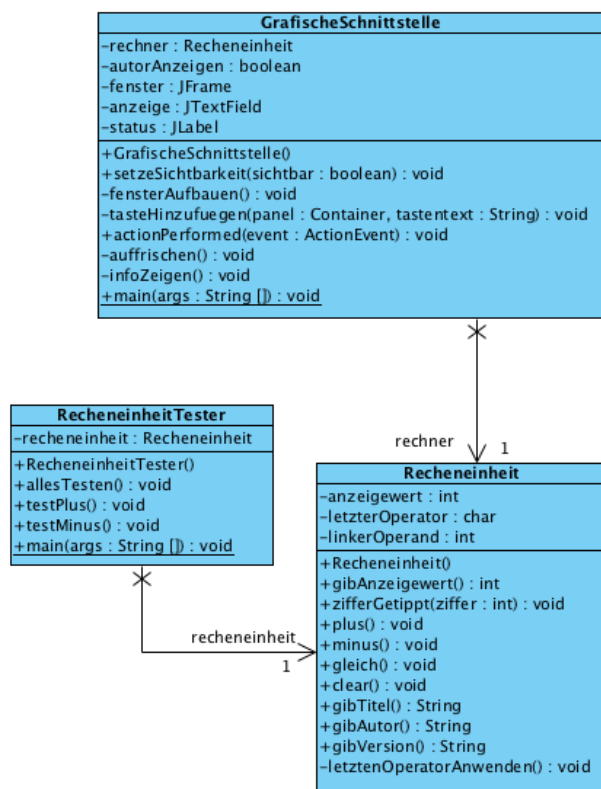 GrafischeSchnittstelle
-rechner : Recheneinheit
-autorAnzeigen : boolean
-fenster : JFrame
-anzeige : JTextField
-status : JLabel
+GrafischeSchnittstelle()
+setzeSichtbarkeit(sichtbar : boolean) : void
-fensterAufbauen() : void
-tasteHinzufuegen(panel : Container, tastentext : String) : void
+actionPerformed(event : ActionEvent) : void
-auffrischen() : void
-infoZeigen() : void
+main(args : String []) : void
RecheneinheitTester
-recheneinheit : Recheneinheit
+RecheneinheitTester()
+allesTesten() : void
+testPlus() : void
+testMinus() : void
+main(args : String []) : void
rechner
1
recheneinheit
1
Recheneinheit
-anzeigewert : int
-letzterOperator : char
-linkerOperand : int
+Recheneinheit()
+gibAnzeigewert() : int
+zifferGetippt(ziffer : int) : void
+plus() : void
+minus() : void
+gleich() : void
+clear() : void
+gibTitel() : String
+gibAutor() : String
+gibVersion() : String
-letztenOperatorAnwenden() : void